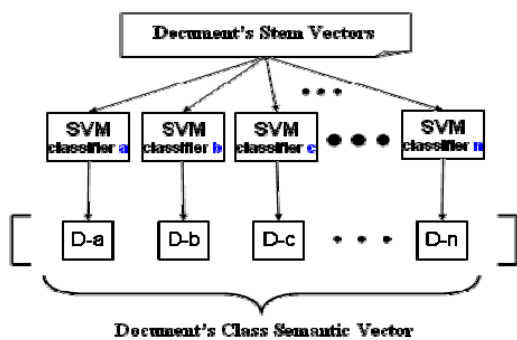 Document's Stem Vectors
SVM classifier a
SVM classifier b
SVM classifier c
SVM classifier n
D-a
D-b
D-c
D-n
Document's Class Semantic Vector